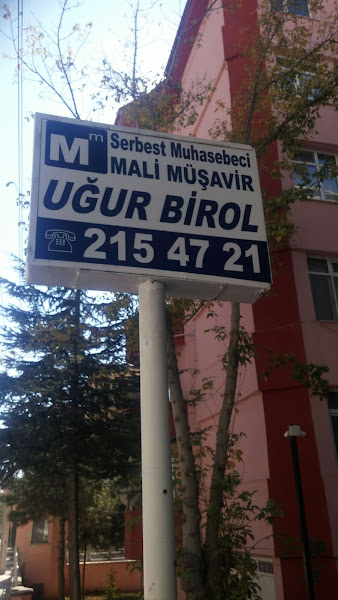 Mm Serbest Muhasebeci
MALİ MÜŞAVİR
UĞUR BİROL
215 47 21